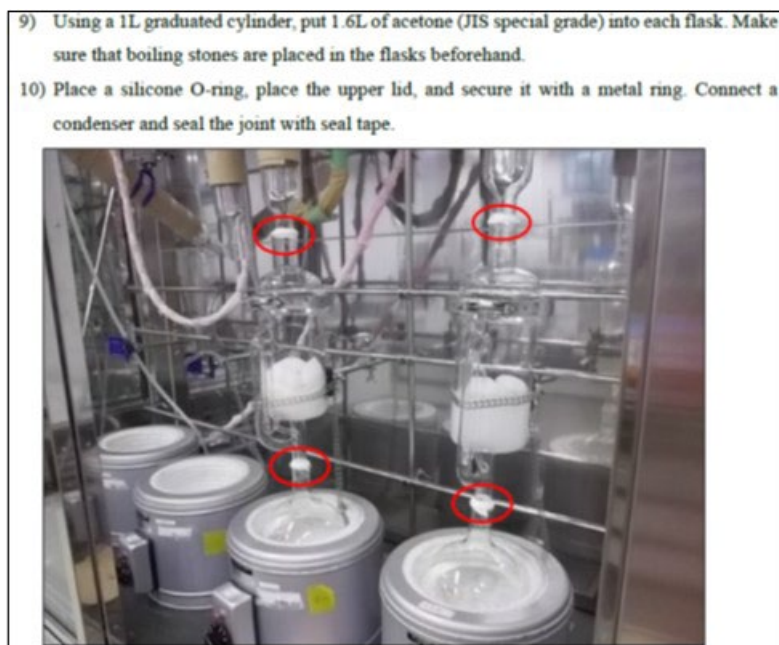 9) Using a 1L graduated cylinder, put 1.6L of acetone (JIS special grade) into each flask. Make
sure that boiling stones are placed in the flasks beforehand.
10) Place a silicone O-ring, place the upper lid, and secure it with a metal ring. Connect a
condenser and seal the joint with seal tape.